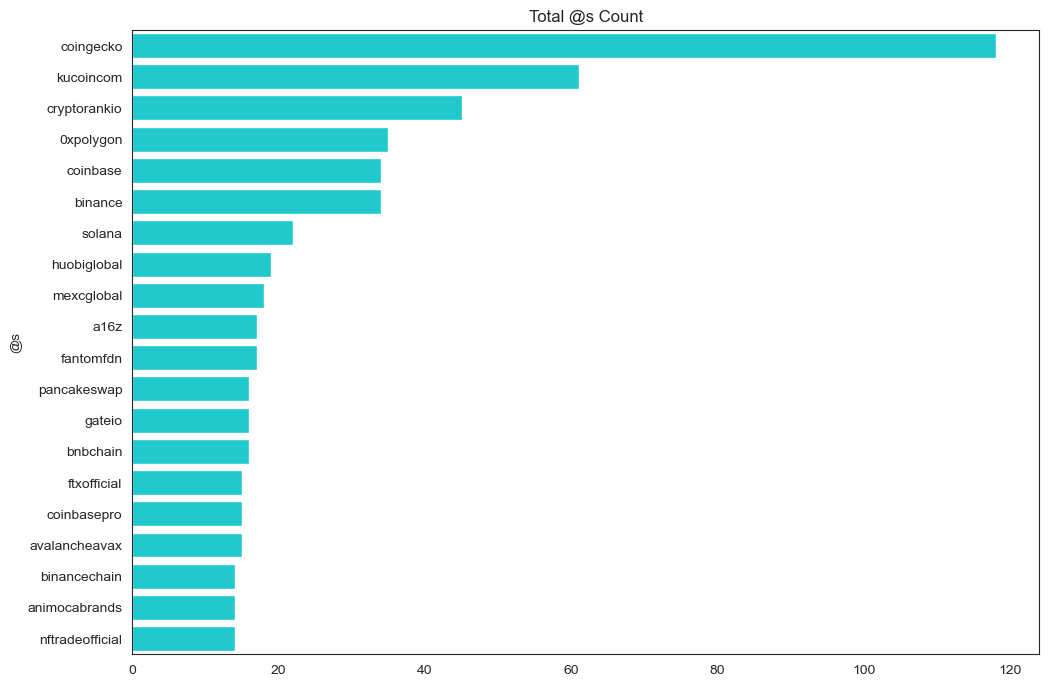 Total @s Count
coingecko
kucoincom
cryptorankio
0xpolygon
coinbase
binance
solana
huobiglobal
mexcglobal
a16z
fantomfdn
pancakeswap
gateio
bnbchain
ftxofficial
coinbasepro
avalancheavax
binancechain
animocabrands
nftradeofficial
@s
0 20 40 60 80 100 120